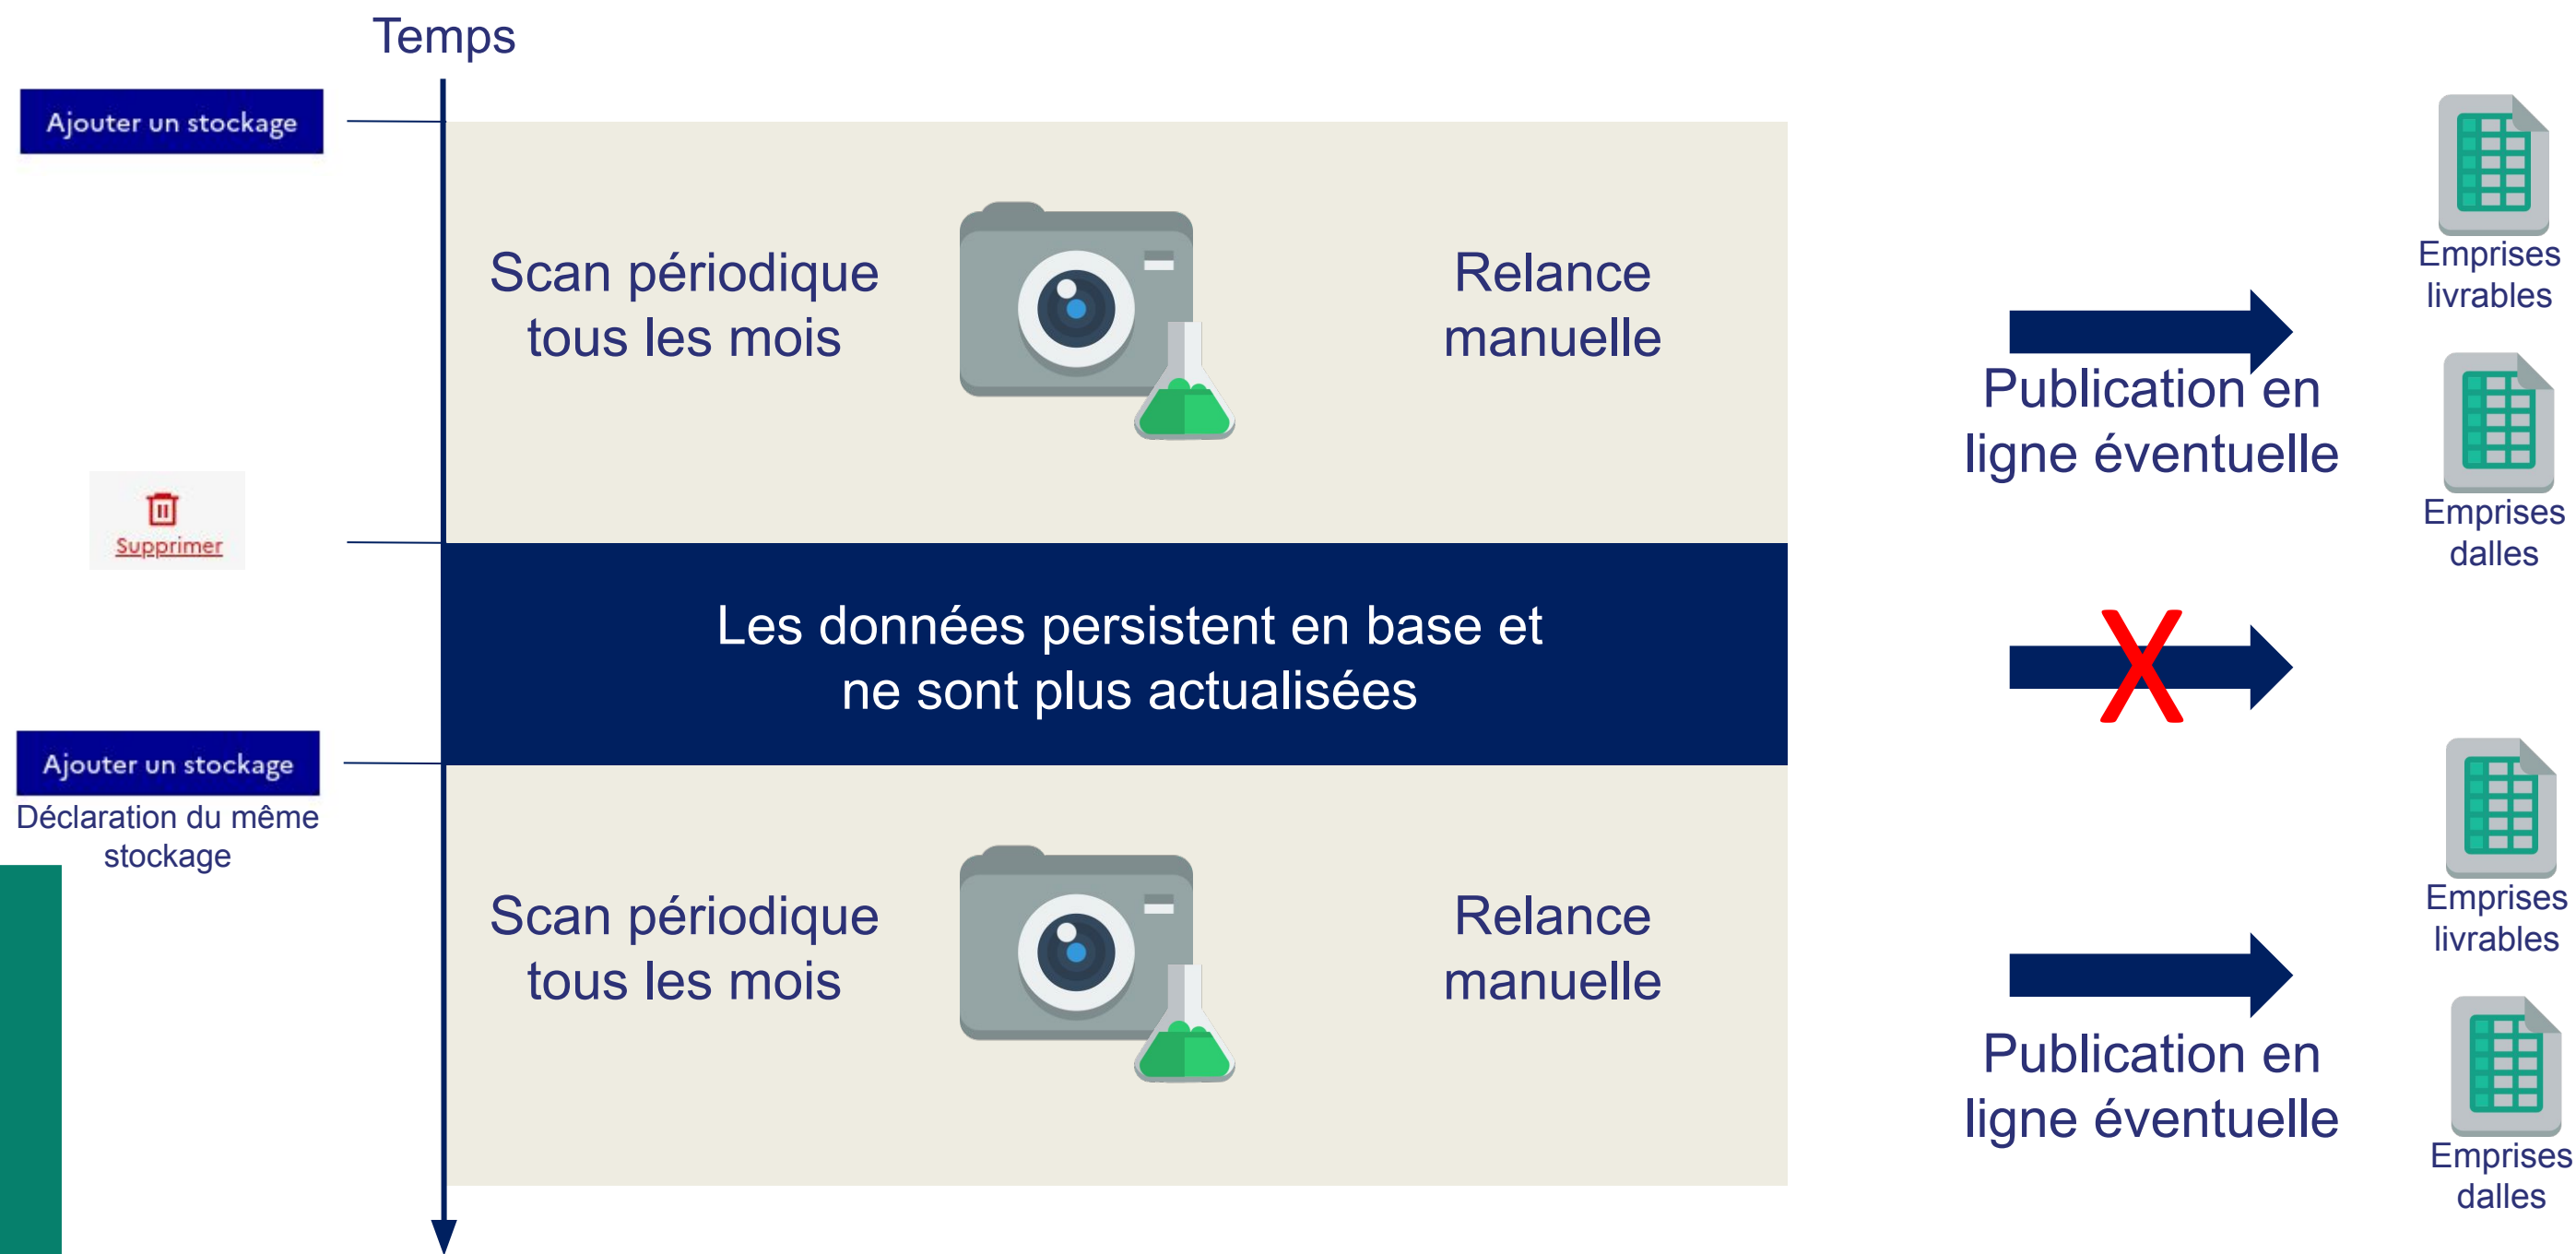 Temps
Ajouter un stockage
Scan périodique
tous les mois
Relance
manuelle
Publication en
ligne éventuelle
Emprises
livrables
Emprises
dalles
Supprimer
Les données persistent en base et
ne sont plus actualisées
X
Ajouter un stockage
Déclaration du même
stockage
Scan périodique
tous les mois
Relance
manuelle
Publication en
ligne éventuelle
Emprises
livrables
Emprises
dalles